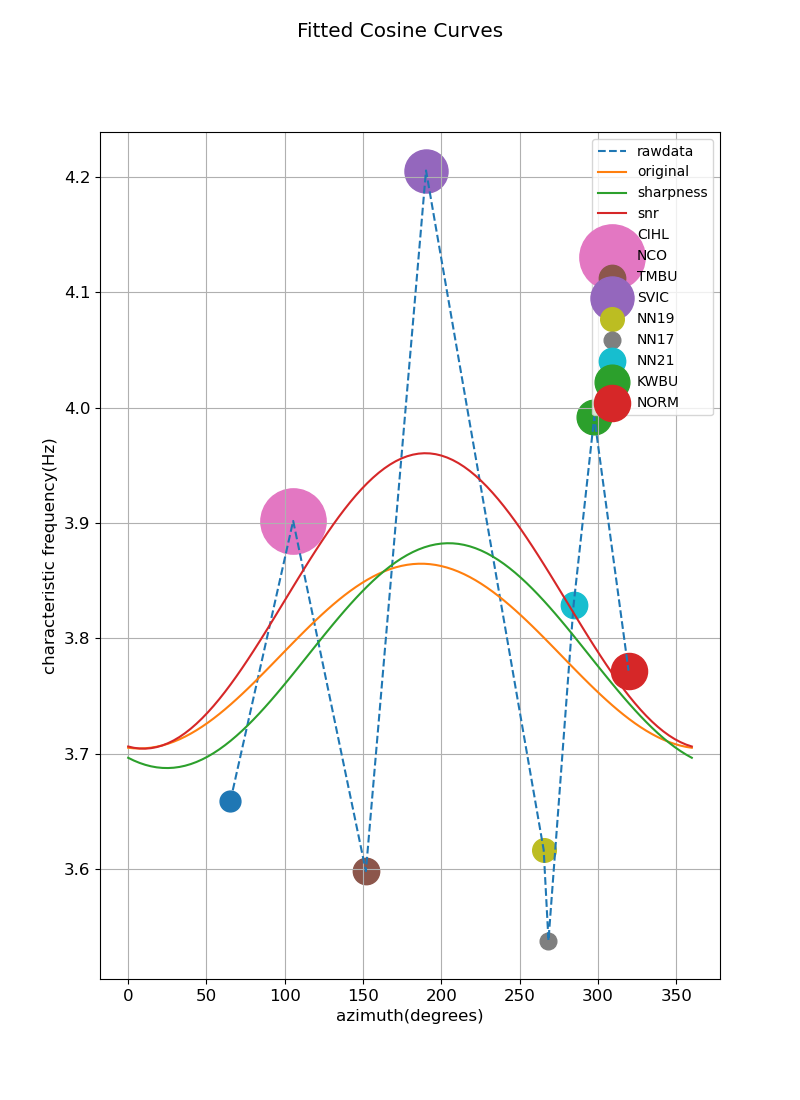 Fitted Cosine Curves
characteristic frequency(Hz)
4.2
4.1
4.0
3.9
3.8
3.7
3.6
rawdata
original
sharpness
snr
CIHL
NCO
TMBU
SVIC
NN19
NN17
NN21
KWBU
NORM
0 50 100 150 200 250 300 350
azimuth(degrees)